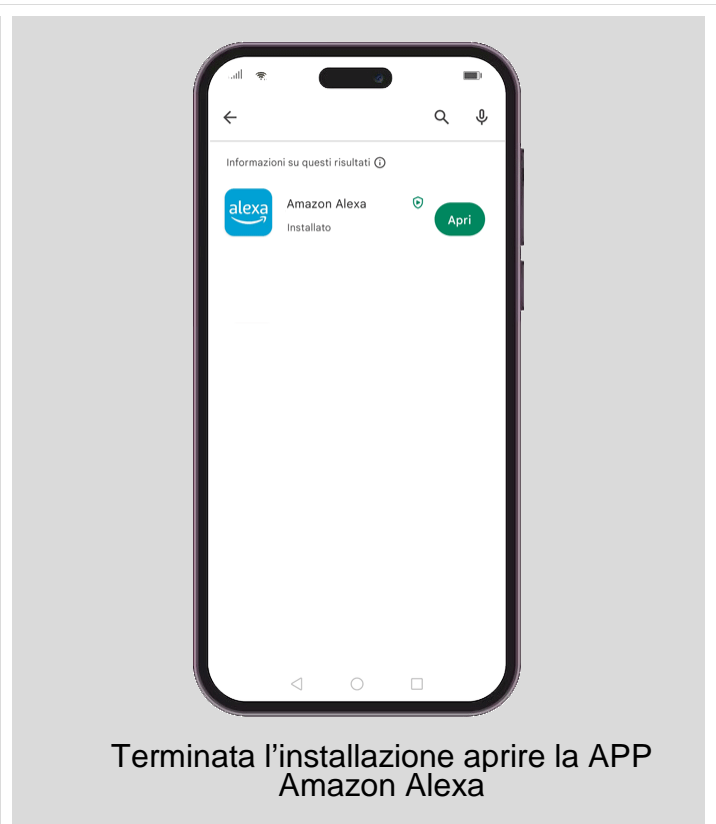 Informazioni su questi risultati
alexa
Amazon Alexa
Installato
Apri
Terminata l’installazione aprire la APP
Amazon Alexa